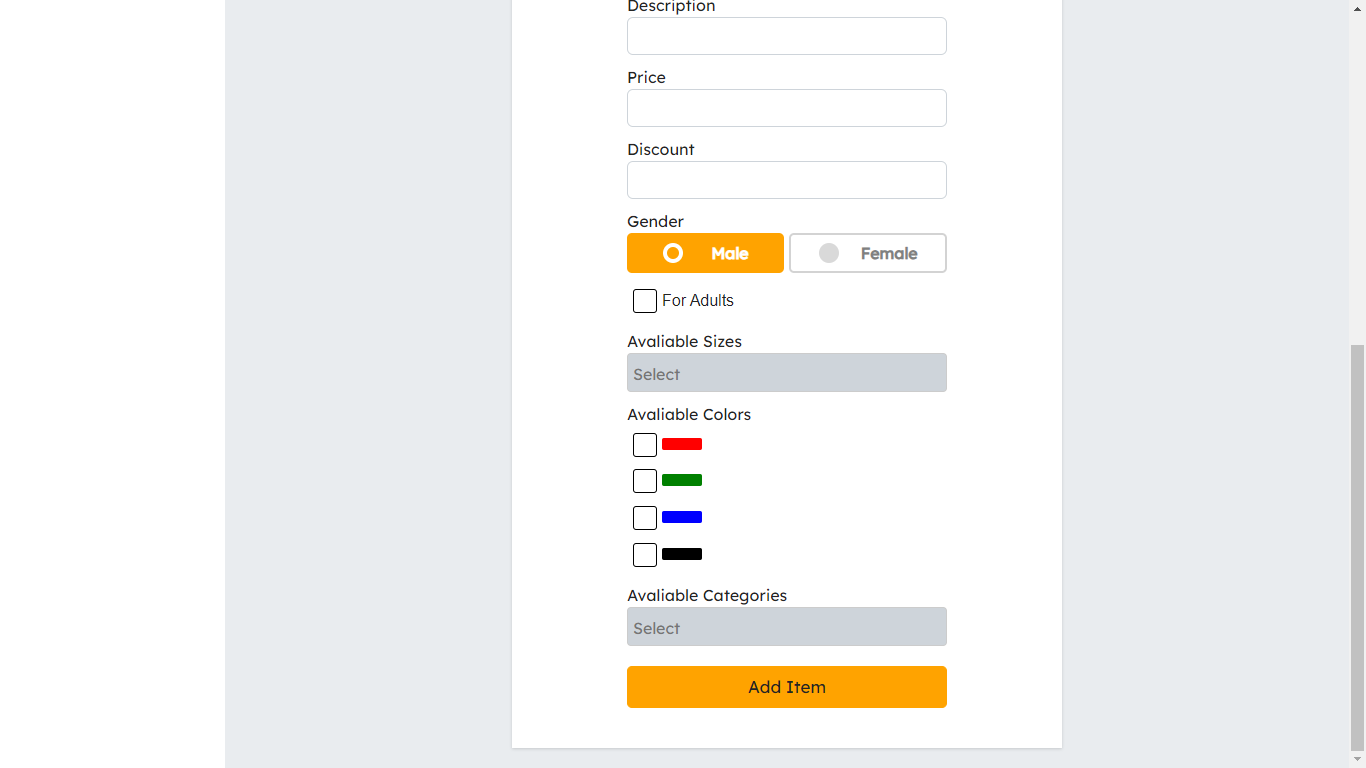 Description
Price
Discount
Gender
Male Female
For Adults
Avaliable Sizes
Select
Avaliable Colors
Avaliable Categories
Select
Add Item